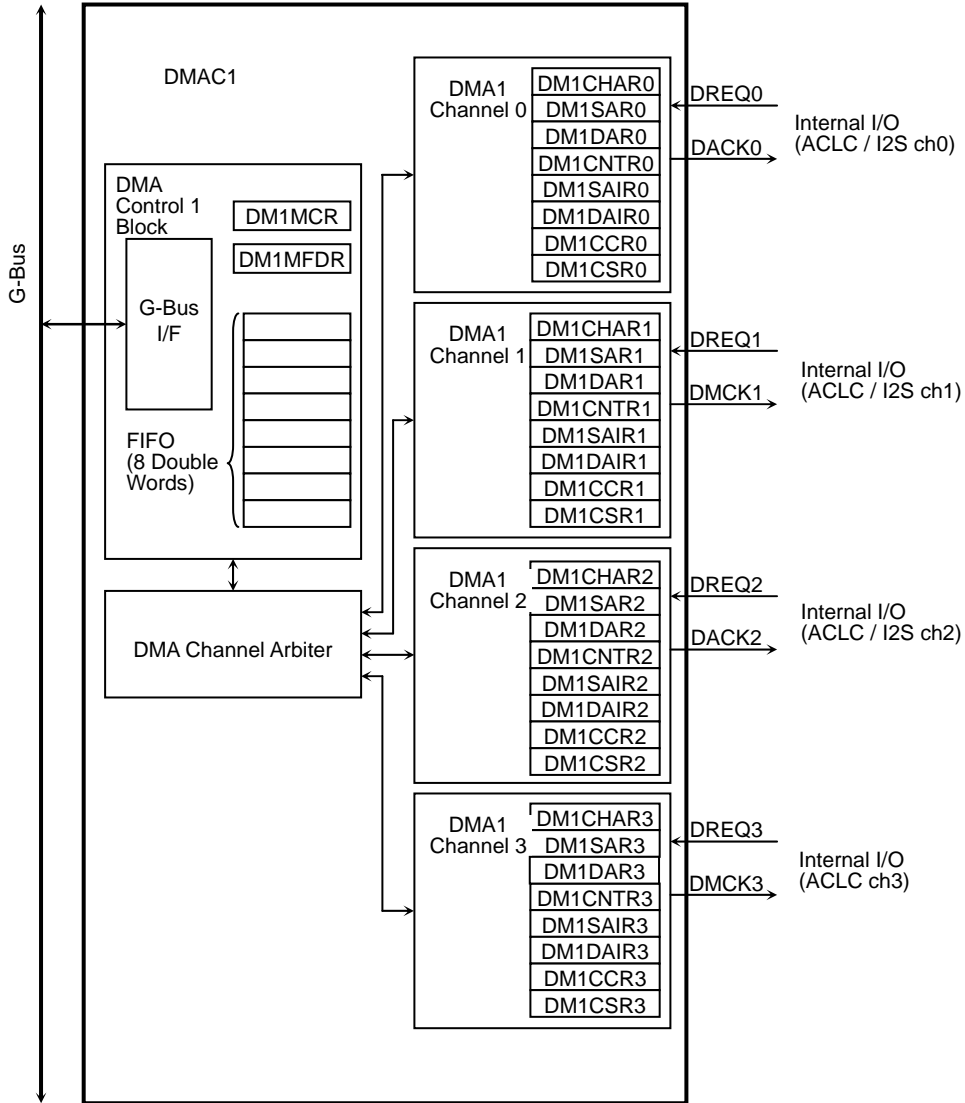 G-Bus
DMAC1
DMA
Control 1
Block
DM1MCR
DM1MFDR
G-Bus
I/F
FIFO
(8 Double
Words)
DMA Channel Arbiter
DMA1
Channel 0
DM1CHAR0
DM1SAR0
DM1DAR0
DM1CNTR0
DM1SAIR0
DM1DAIR0
DM1CCR0
DM1CSR0
DREQ0
DACK0
Internal I/O
(ACLC / I2S ch0)
DMA1
Channel 1
DM1CHAR1
DM1SAR1
DM1DAR1
DM1CNTR1
DM1SAIR1
DM1DAIR1
DM1CCR1
DM1CSR1
DREQ1
DMCK1
Internal I/O
(ACLC / I2S ch1)
DMA1
Channel 2
DM1CHAR2
DM1SAR2
DM1DAR2
DM1CNTR2
DM1SAIR2
DM1DAIR2
DM1CCR2
DM1CSR2
DREQ2
DACK2
Internal I/O
(ACLC / I2S ch2)
DMA1
Channel 3
DM1CHAR3
DM1SAR3
DM1DAR3
DM1CNTR3
DM1SAIR3
DM1DAIR3
DM1CCR3
DM1CSR3
DREQ3
DMCK3
Internal I/O
(ACLC ch3)